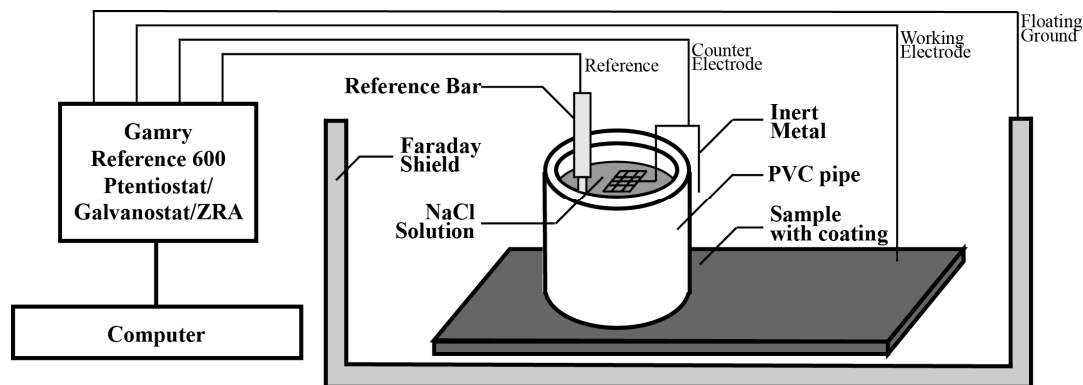 Floating
Ground
Working
Electrode
Counter
Electrode
Reference
Reference Bar
Inert
Metal
Gamry
Reference 600
Ptentiostat/
Galvanostat/ZRA
Faraday
Shield
PVC pipe
NaCl
Solution
Sample
with coating
Computer